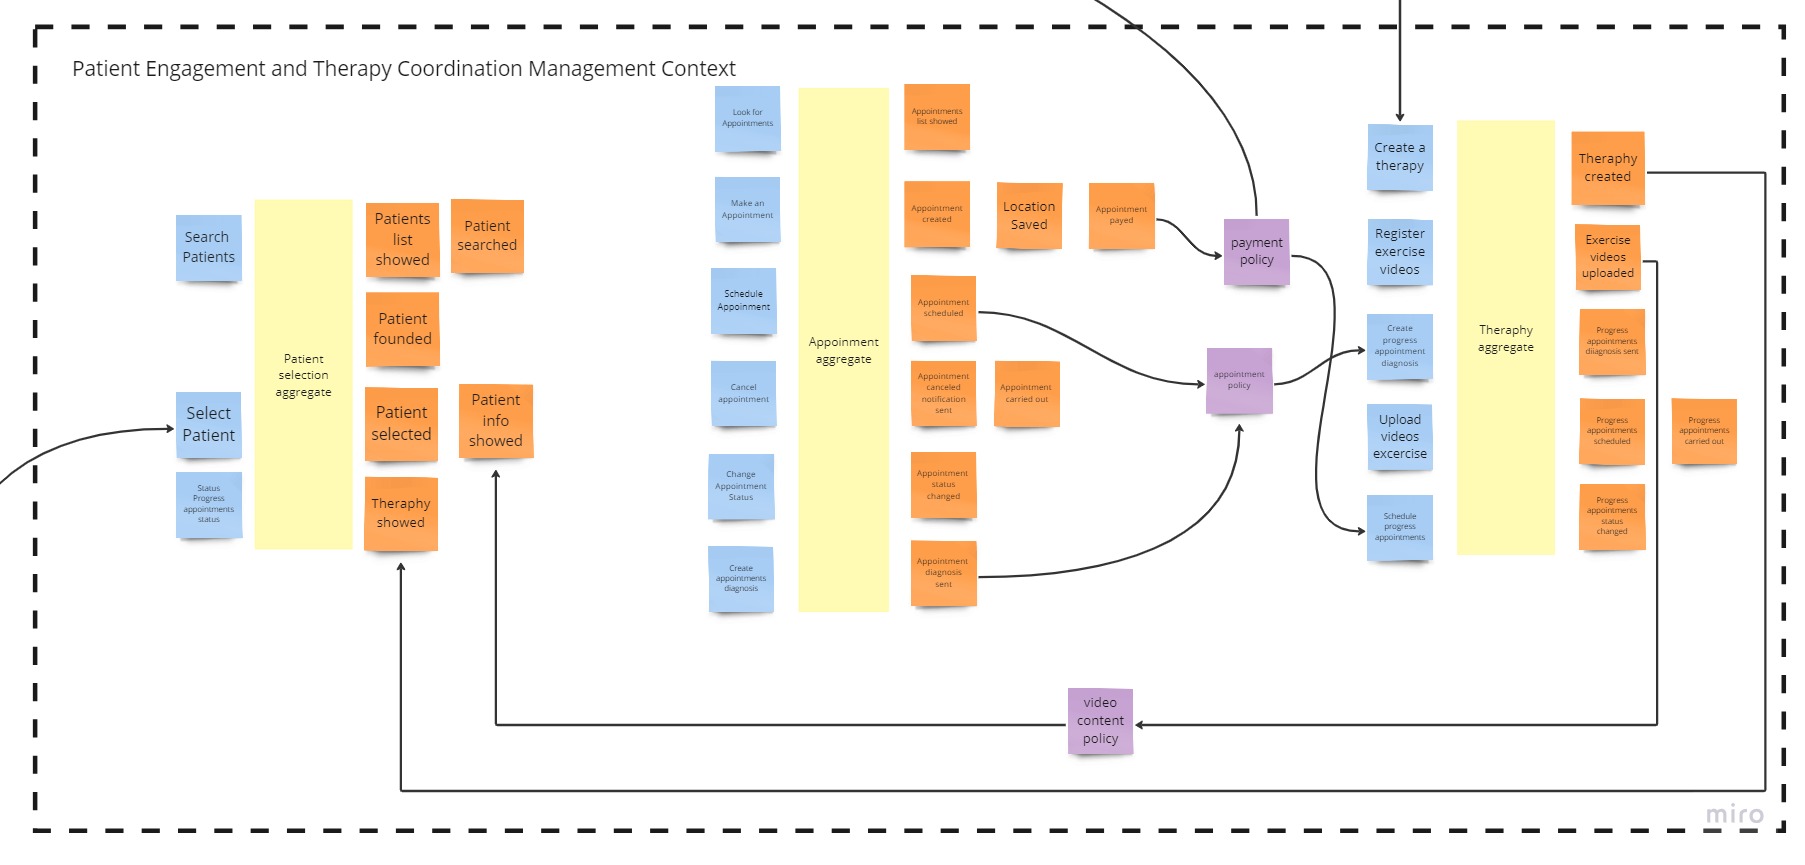 Patient Engagement and Therapy Coordination Management Context
Search
Patients
Select
Patient
Status
Progress
appointments
status
Patient
selection
aggregate
Patients
list
showed
Patient
searched
Patient
founded
Patient
selected
Patient
info
showed
Theraphy
showed
Look for
Appointments
Make an
Appointment
Schedule
Appoinment
Cancel
appointment
Change
Appointment
Status
Create
appointments
diagnosis
Appoinment
aggregate
Appointments
list showed
Appointment
created
Location
Saved
Appointment
payed
Appointment
scheduled
Appointment
canceled
notification
sent
Appointment
carried out
Appointment
status
changed
Appointment
diagnosis
sent
payment
policy
appointment
policy
video
content
policy
Create a
therapy
Register
exercise
videos
Create
progress
appointment
diagnosis
Upload
videos
excercise
Schedule
progress
appointments
Theraphy
aggregate
Theraphy
created
Exercise
videos
uploaded
Progress
appointments
diiagnosis sent
Progress
appointments
scheduled
Progress
appointments
carried out
Progress
appointments
status
changed
miro